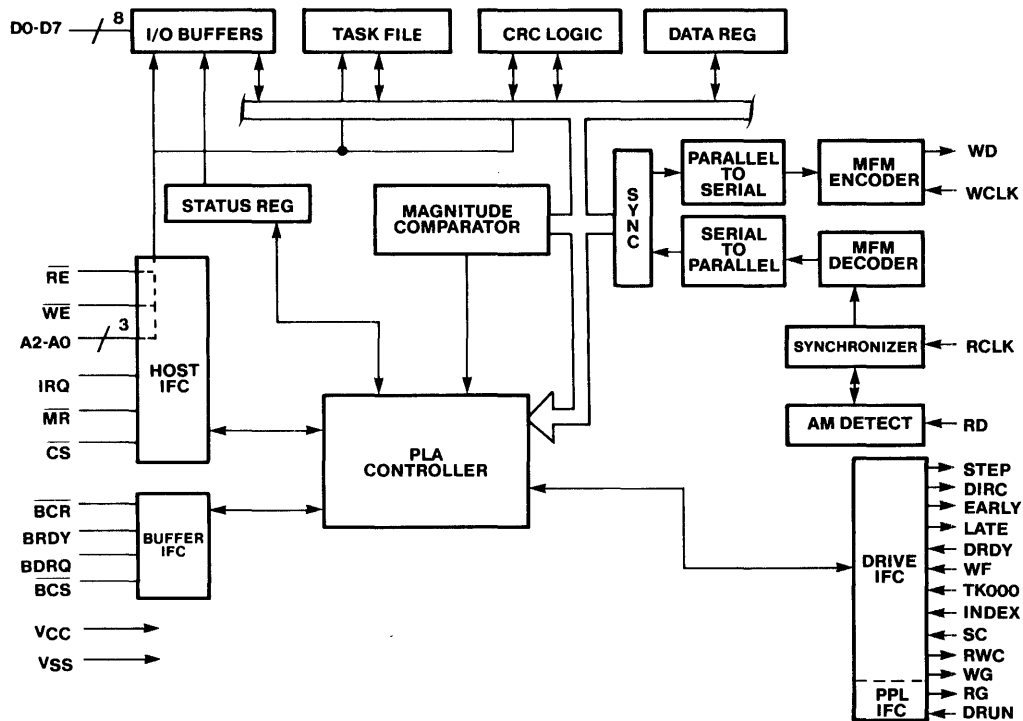 D0-D7
8
I/O BUFFERS
TASK FILE
CRC LOGIC
DATA REG
STATUS REG
MAGNITUDE
COMPARATOR
SYNC
PARALLEL
TO
SERIAL
MFM
ENCODER
WD
WCLK
SERIAL
TO
PARALLEL
MFM
DECODER
SYNCHRONIZER
RCLK
AM DETECT
RD
RE
WE
A2-A0
3
IRQ
MR
CS
HOST
IFC
PLA
CONTROLLER
BCR
BRDY
BDRQ
BCS
BUFFER
IFC
VCC
VSS
DRIVE
IFC
STEP
DIRC
EARLY
LATE
DRDY
WF
TK000
INDEX
SC
RWC
WG
PPL
IFC
RG
DRUN